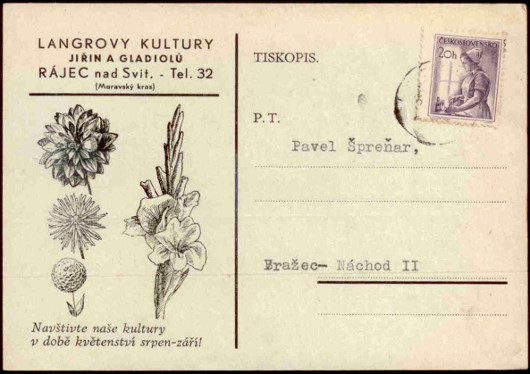 LANGROVY KULTURY
JIŘIN A GLADIOLŮ
RÁJEC nad Svit. - Tel. 32
(Moravský kras)
Navštivte naše kultury
v době květenství srpen-září!
TISKOPIS.
ČESKOSLOVENSKO
20h
P. T.
Pavel Špreňar,
Bražec- Náchod II